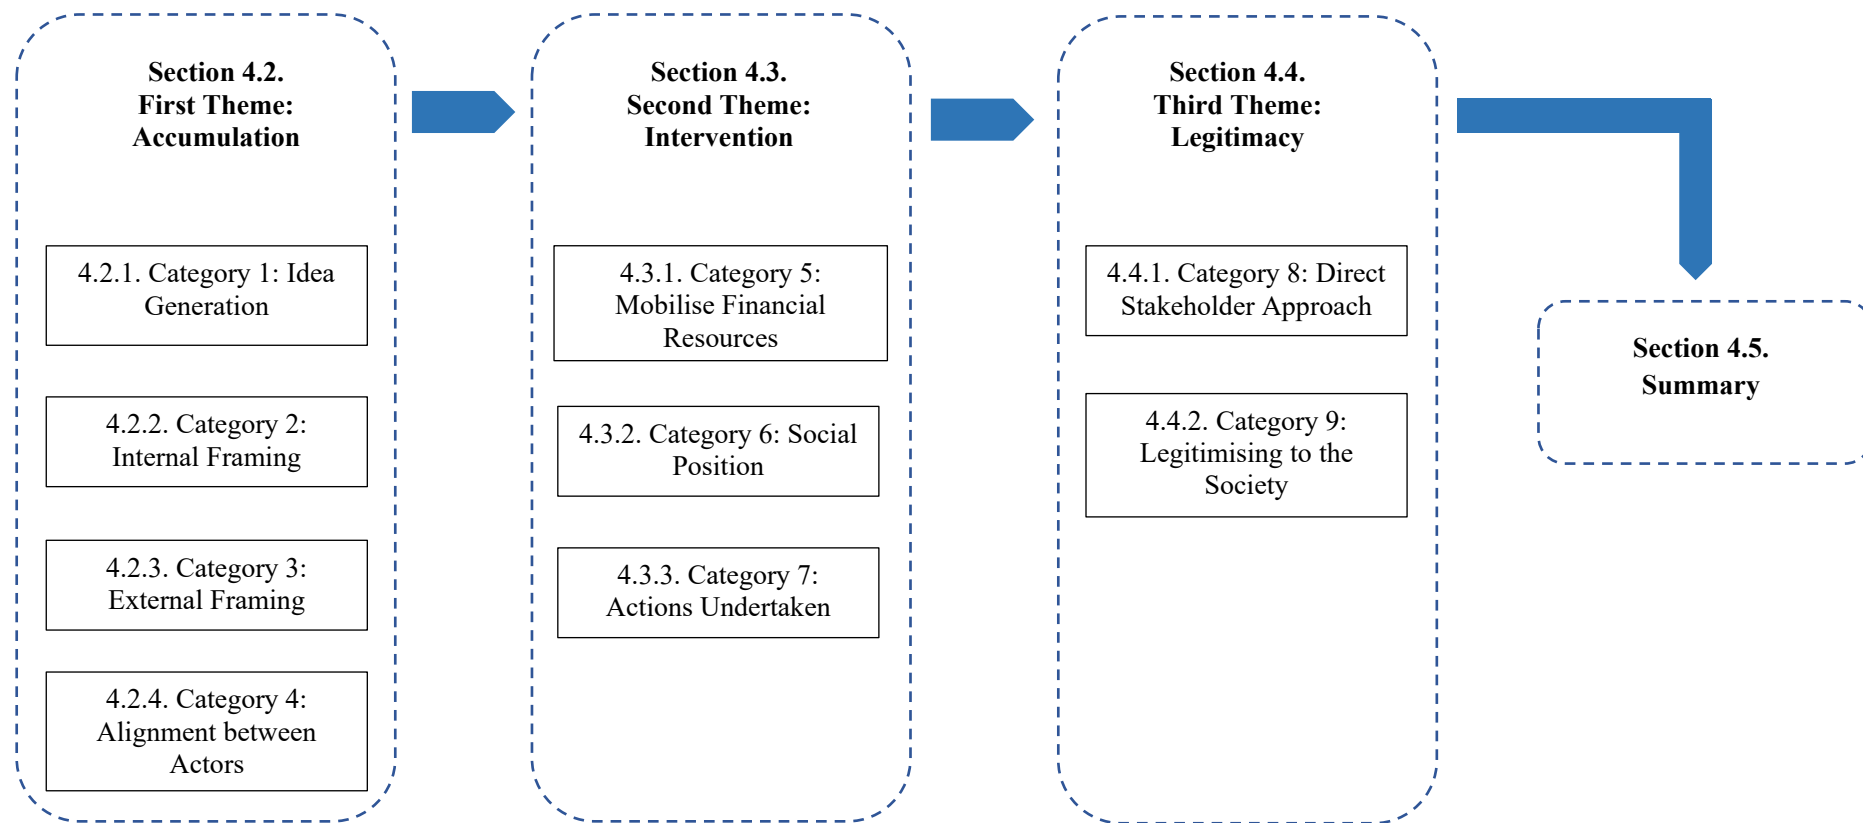 Section 4.2.
First Theme:
Accumulation
4.2.1. Category 1: Idea
Generation
4.2.2. Category 2:
Internal Framing
4.2.3. Category 3:
External Framing
4.2.4. Category 4:
Alignment between
Actors
Section 4.3.
Second Theme:
Intervention
4.3.1. Category 5:
Mobilise Financial
Resources
4.3.2. Category 6: Social
Position
4.3.3. Category 7:
Actions Undertaken
Section 4.4.
Third Theme:
Legitimacy
4.4.1. Category 8: Direct
Stakeholder Approach
4.4.2. Category 9:
Legitimising to the
Society
Section 4.5.
Summary